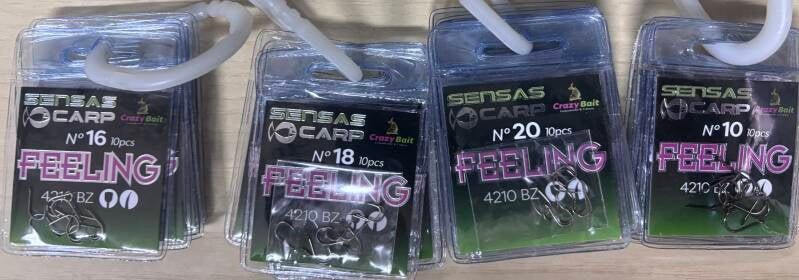 SENSAS
CARP
Crazy Bait
N° 16 10pcs
FEELING
4210 BZ
SENSAS
CARP
Crazy Bait
N° 18 10pcs
FEELING
4210 BZ
SENSAS
CARP
Crazy Bait
N° 20 10pcs
FEELING
4210 BZ
SENSAS
CARP
Crazy Bait
N° 10 10pcs
FEELING
4210 BZ